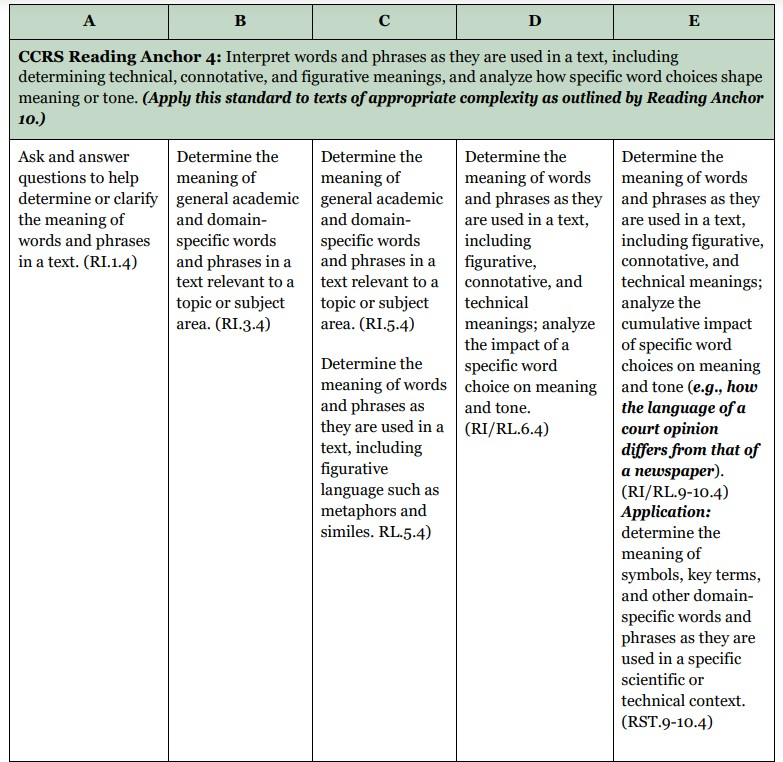 A
B
C
D
E
CCRS Reading Anchor 4: Interpret words and phrases as they are used in a text, including
determining technical, connotative, and figurative meanings, and analyze how specific word choices shape
meaning or tone. (Apply this standard to texts of appropriate complexity as outlined by Reading Anchor
10.)
Ask and answer
questions to help
determine or clarify
the meaning of
words and phrases
in a text. (RI.1.4)
Determine the
meaning of
general academic
and domain-
specific words
and phrases in a
text relevant to a
topic or subject
area. (RI.3.4)
Determine the
meaning of
general academic
and domain-
specific words
and phrases in a
text relevant to a
topic or subject
area. (RI.5.4)
Determine the
meaning of words
and phrases as
they are used in a
text, including
figurative
language such as
metaphors and
similes. RL.5.4)
Determine the
meaning of words
and phrases as they
are used in a text,
including
figurative,
connotative, and
technical
meanings; analyze
the impact of a
specific word
choice on meaning
and tone.
(RI/RL.6.4)
Determine the
meaning of words
and phrases as they
are used in a text,
including figurative,
connotative, and
technical meanings;
analyze the
cumulative impact
of specific word
choices on meaning
and tone (e.g., how
the language of a
court opinion
differs from that of
a newspaper).
(RI/RL.9-10.4)
Application:
determine the
meaning of
symbols, key terms,
and other domain-
specific words and
phrases as they are
used in a specific
scientific or
technical context.
(RST.9-10.4)